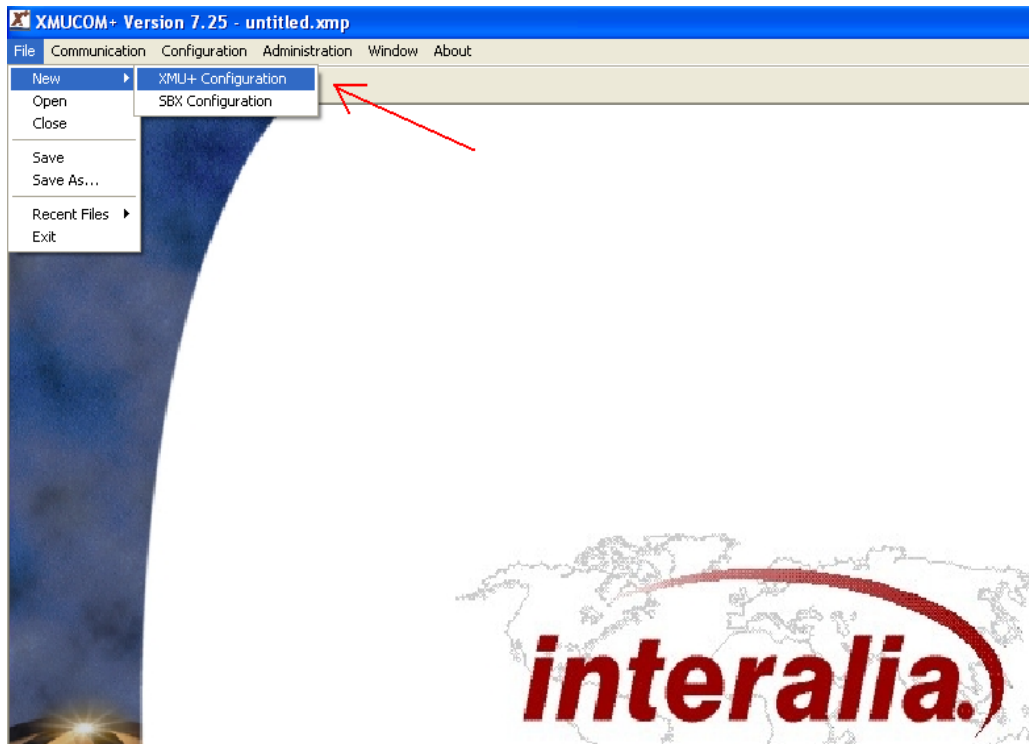 XMUCOM+ Version 7.25 - untitled.xmp
File Communication Configuration Administration Window About
New XMU+ Configuration
Open SBX Configuration
Close
Save
Save As...
Recent Files
Exit
interalia.